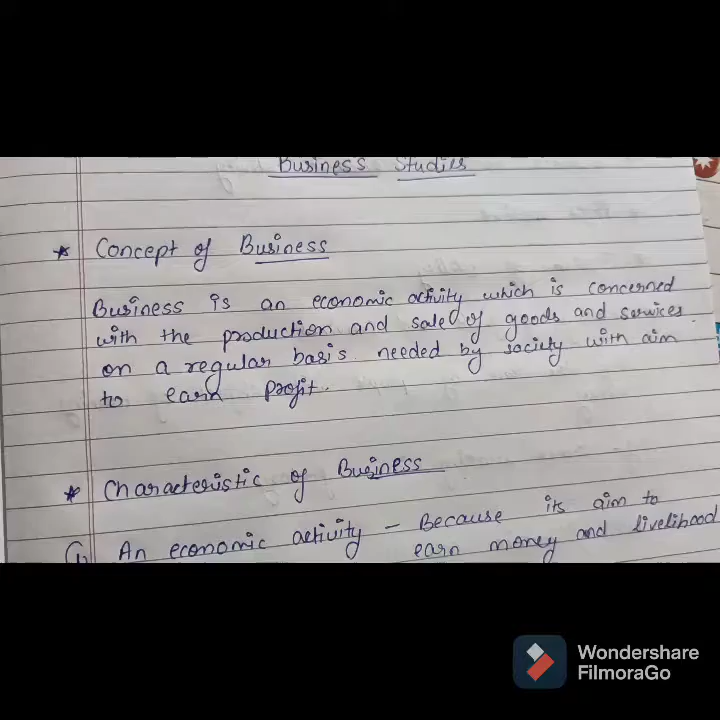 Business Studies
* Concept of Business
Business is an economic activity which is concerned
with the production and sale of goods and services
on a regular basis needed by society with aim
to earn profit.
* Characteristic of Business
(1) An economic activity - Because its aim to
earn money and livelihood
Wondershare
FilmoraGo